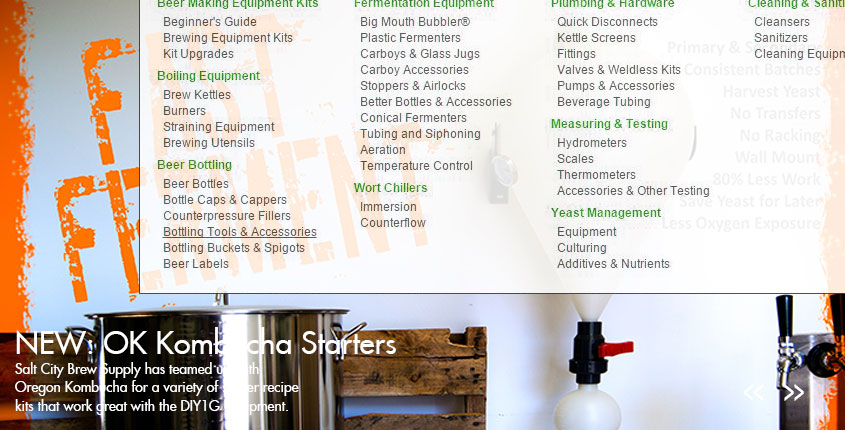 Beer Making Equipment Kits
Beginner's Guide
Brewing Equipment Kits
Kit Upgrades
Boiling Equipment
Brew Kettles
Burners
Straining Equipment
Brewing Utensils
Beer Bottling
Beer Bottles
Bottle Caps & Cappers
Counterpressure Fillers
Bottling Tools & Accessories
Bottling Buckets & Spigots
Beer Labels
Fermentation Equipment
Big Mouth Bubbler®
Plastic Fermenters
Carboys & Glass Jugs
Carboy Accessories
Stoppers & Airlocks
Better Bottles & Accessories
Conical Fermenters
Tubing and Siphoning
Aeration
Temperature Control
Wort Chillers
Immersion
Counterflow
Plumbing & Hardware
Quick Disconnects
Kettle Screens
Fittings
Valves & Weldless Kits
Pumps & Accessories
Beverage Tubing
Measuring & Testing
Hydrometers
Scales
Thermometers
Accessories & Other Testing
Yeast Management
Equipment
Culturing
Additives & Nutrients
Cleaning & Saniti
Cleansers
Sanitizers
Cleaning Equipm
FAST
FERMENT
Primary & Secondary
Consistent Batches
Harvest Yeast
No Transfers
No Racking
Wall Mount
80% Less Work
Save Yeast for Later
Less Oxygen Exposure
NEW: OK Kombucha Starters
Salt City Brew Supply has teamed up with
Oregon Kombucha for a variety of recipe
kits that work great with the DIY1G